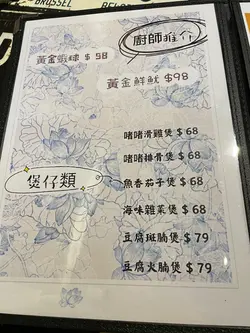 BRUSSEL
廚師推介
黃金蝦球 $98
黃金鮮魷 $98
啫啫滑雞煲 $68
啫啫排骨煲 $68
煲仔類
魚香茄子煲 $68
海味雜菜煲 $68
豆腐斑腩煲 $79
豆腐火腩煲 $79